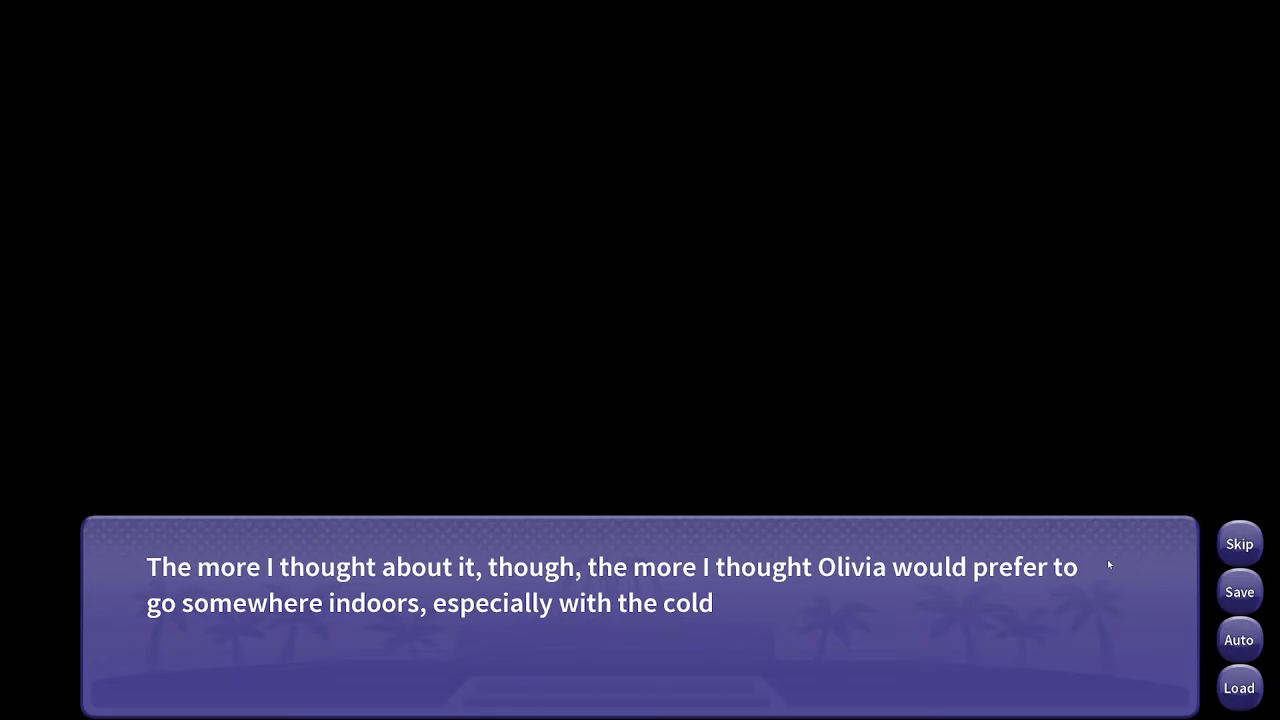 The more I thought about it, though, the more I thought Olivia would prefer to
go somewhere indoors, especially with the cold
Skip
Save
Auto
Load